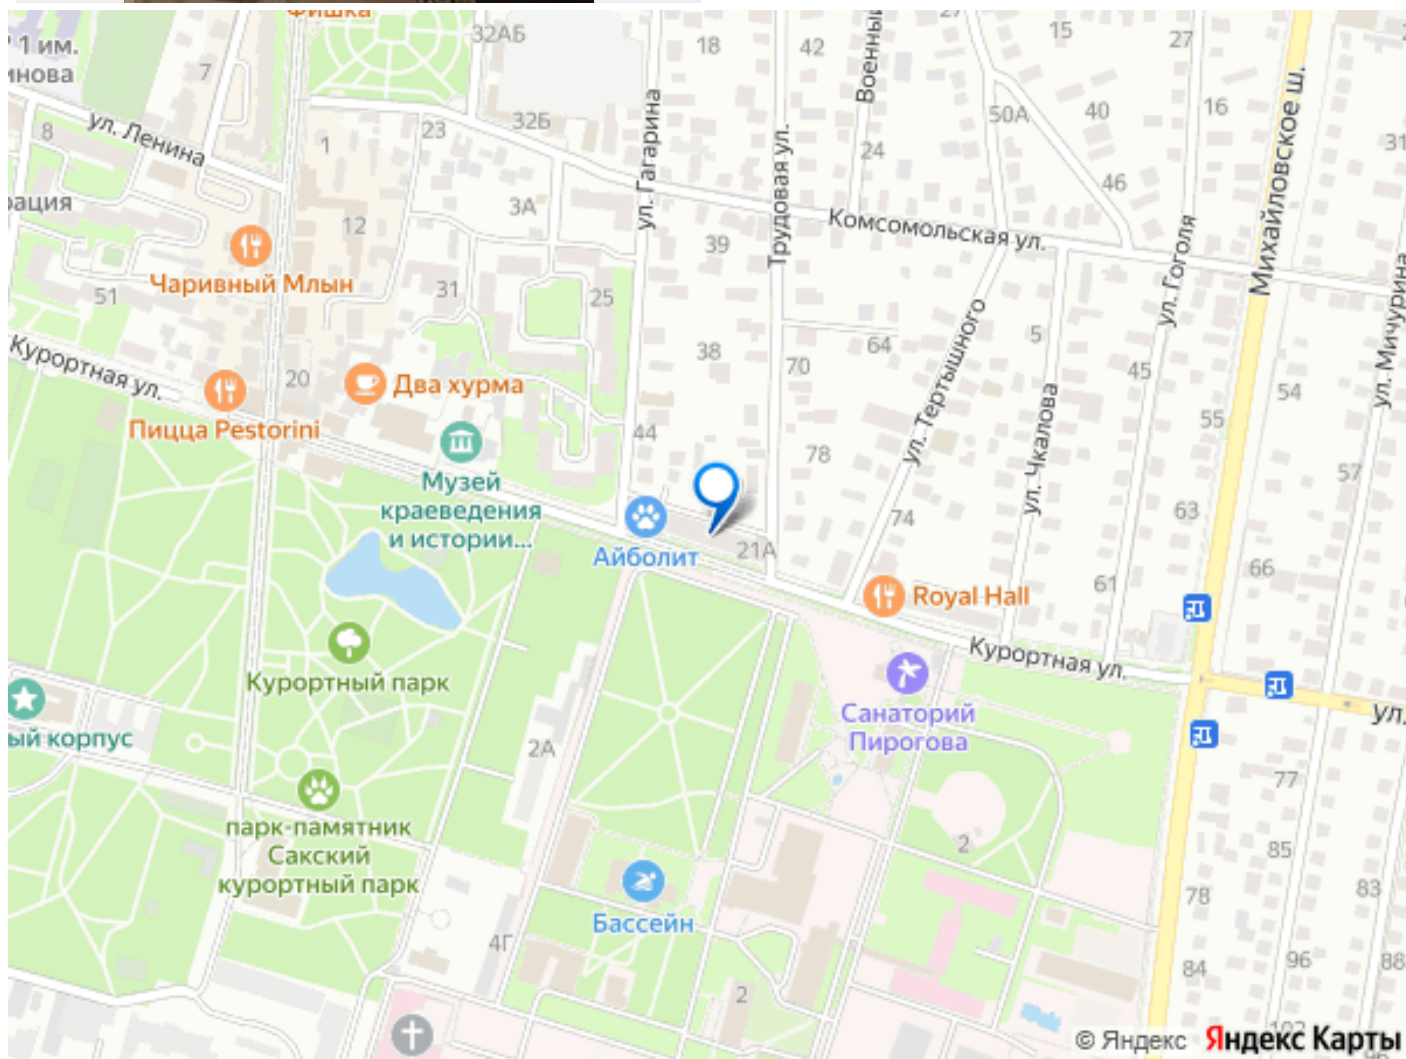 Фишка
32АБ
18
42
Военный
15
27
1 им.
инова
7
ул. Ленина
8
1
23
32Б
ул. Гагарина
Трудовая ул.
24
50А
40
16
Михайловское ш.
31
46
рация
12
3А
39
Комсомольская ул.
ул. Гоголя
ул. Мичурина
Чаривный Млын
51
31
25
38
70
64
ул. Тертышного
5
45
54
Курортная ул.
20
Два хурма
ул. Чкалова
55
Пицца Pestorini
44
78
57
Музей
краеведения
и истории...
74
63
Айболит
21А
61
66
Royal Hall
Курортная ул.
Курортный парк
Санаторий
Пирогова
ул.
ый корпус
2А
77
парк-памятник
Сакский
курортный парк
2
85
78
83
Бассейн
4Г
84
96
88
2
© Яндекс Яндекс Карты